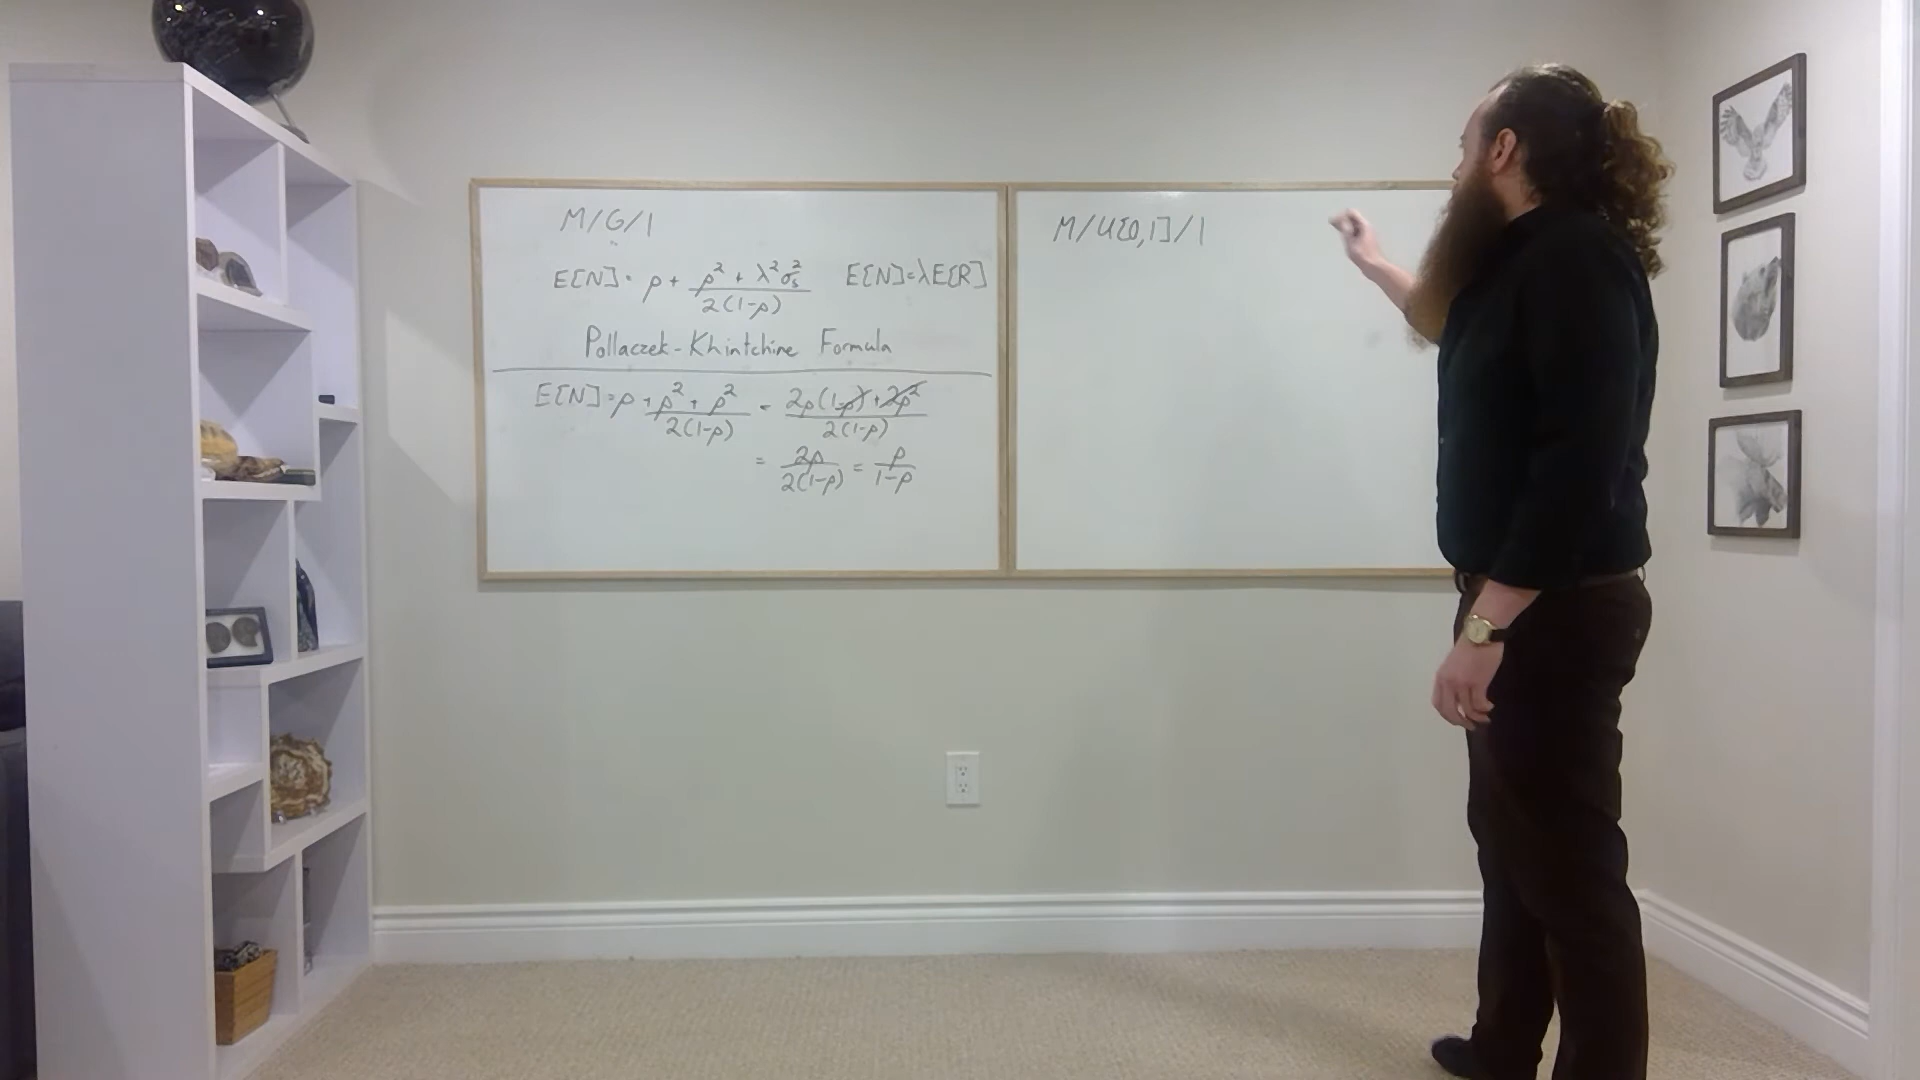 M/G/1
E[N] = ρ + (ρ² + λ²σₛ²)/(2(1-ρ))   E[N]=λE[R]
Pollaczek-Khintchine Formula
E[N] = ρ + (ρ² + ρ²)/(2(1-ρ)) = (2ρ(1-ρ) + 2ρ²)/(2(1-ρ))
= 2ρ/(2(1-ρ)) = ρ/(1-ρ)
M/U[0,1]/1